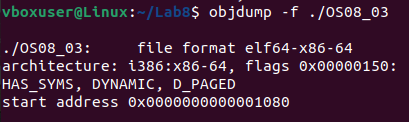 vboxuser@Linux:~/Lab8$ objdump -f ./OS08_03
./OS08_03:     file format elf64-x86-64
architecture: i386:x86-64, flags 0x00000150:
HAS_SYMS, DYNAMIC, D_PAGED
start address 0x0000000000001080